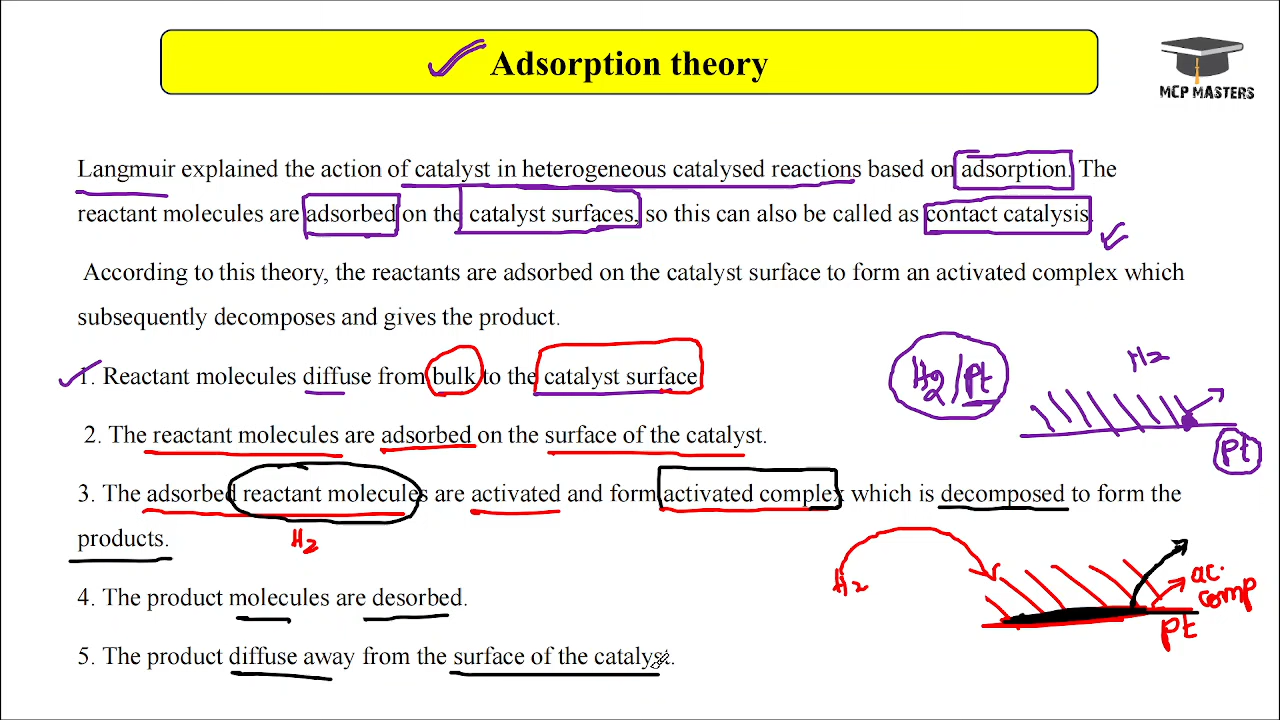 Adsorption theory
MCP MASTERS
Langmuir explained the action of catalyst in heterogeneous catalysed reactions based on adsorption. The
reactant molecules are adsorbed on the catalyst surfaces, so this can also be called as contact catalysis.
According to this theory, the reactants are adsorbed on the catalyst surface to form an activated complex which
subsequently decomposes and gives the product.
1. Reactant molecules diffuse from bulk to the catalyst surface
H2/Pt
H2
Pt
2. The reactant molecules are adsorbed on the surface of the catalyst.
3. The adsorbed reactant molecules are activated and form activated complex which is decomposed to form the
products.
H2
H2
ac.
comp
Pt
4. The product molecules are desorbed.
5. The product diffuse away from the surface of the catalyst.